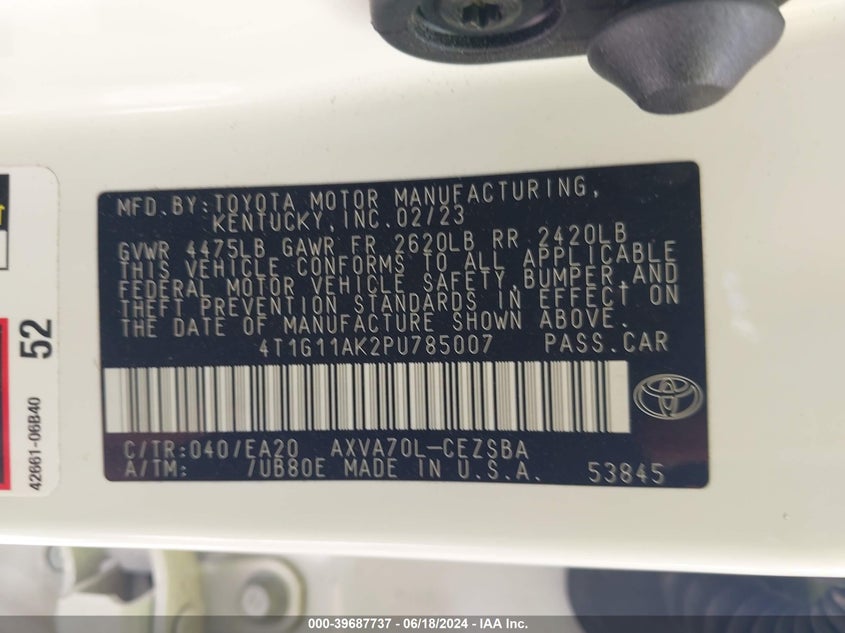 MFD.BY:TOYOTA MOTOR MANUFACTURING,
KENTUCKY,INC.02/23
GVWR 4475LB GAWR FR 2620LB RR 2420LB
THIS VEHICLE CONFORMS TO ALL APPLICABLE
FEDERAL MOTOR VEHICLE SAFETY,BUMPER,AND
THEFT PREVENTION STANDARDS IN EFFECT ON
THE DATE OF MANUFACTURE SHOWN ABOVE.
4T1G11AK2PU785007 PASS.CAR
C/TR:040/EA20 AXVA70L-CEZSBA
A/TM: /UB80E MADE IN U.S.A. 53845
52
42661-06B40
000-39687737 - 06/18/2024 - IAA Inc.